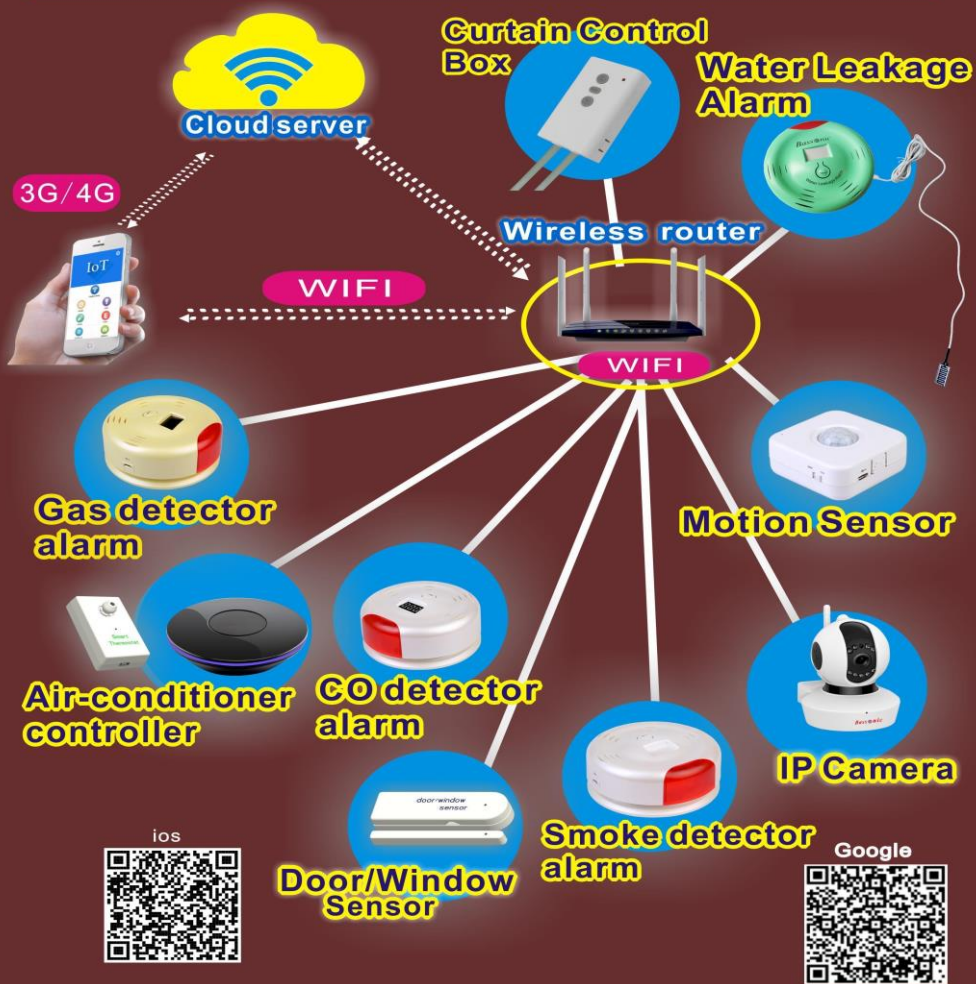 Curtain Control
Box
Water Leakage
Alarm
Cloud server
3G/4G
IoT
WIFI
Wireless router
WIFI
Gas detector
alarm
Motion Sensor
Smart
Thermostat
Air-conditioner
controller
CO detector
alarm
IP Camera
door-window
sensor
Door/Window
Sensor
Smoke detector
alarm
ios
Google